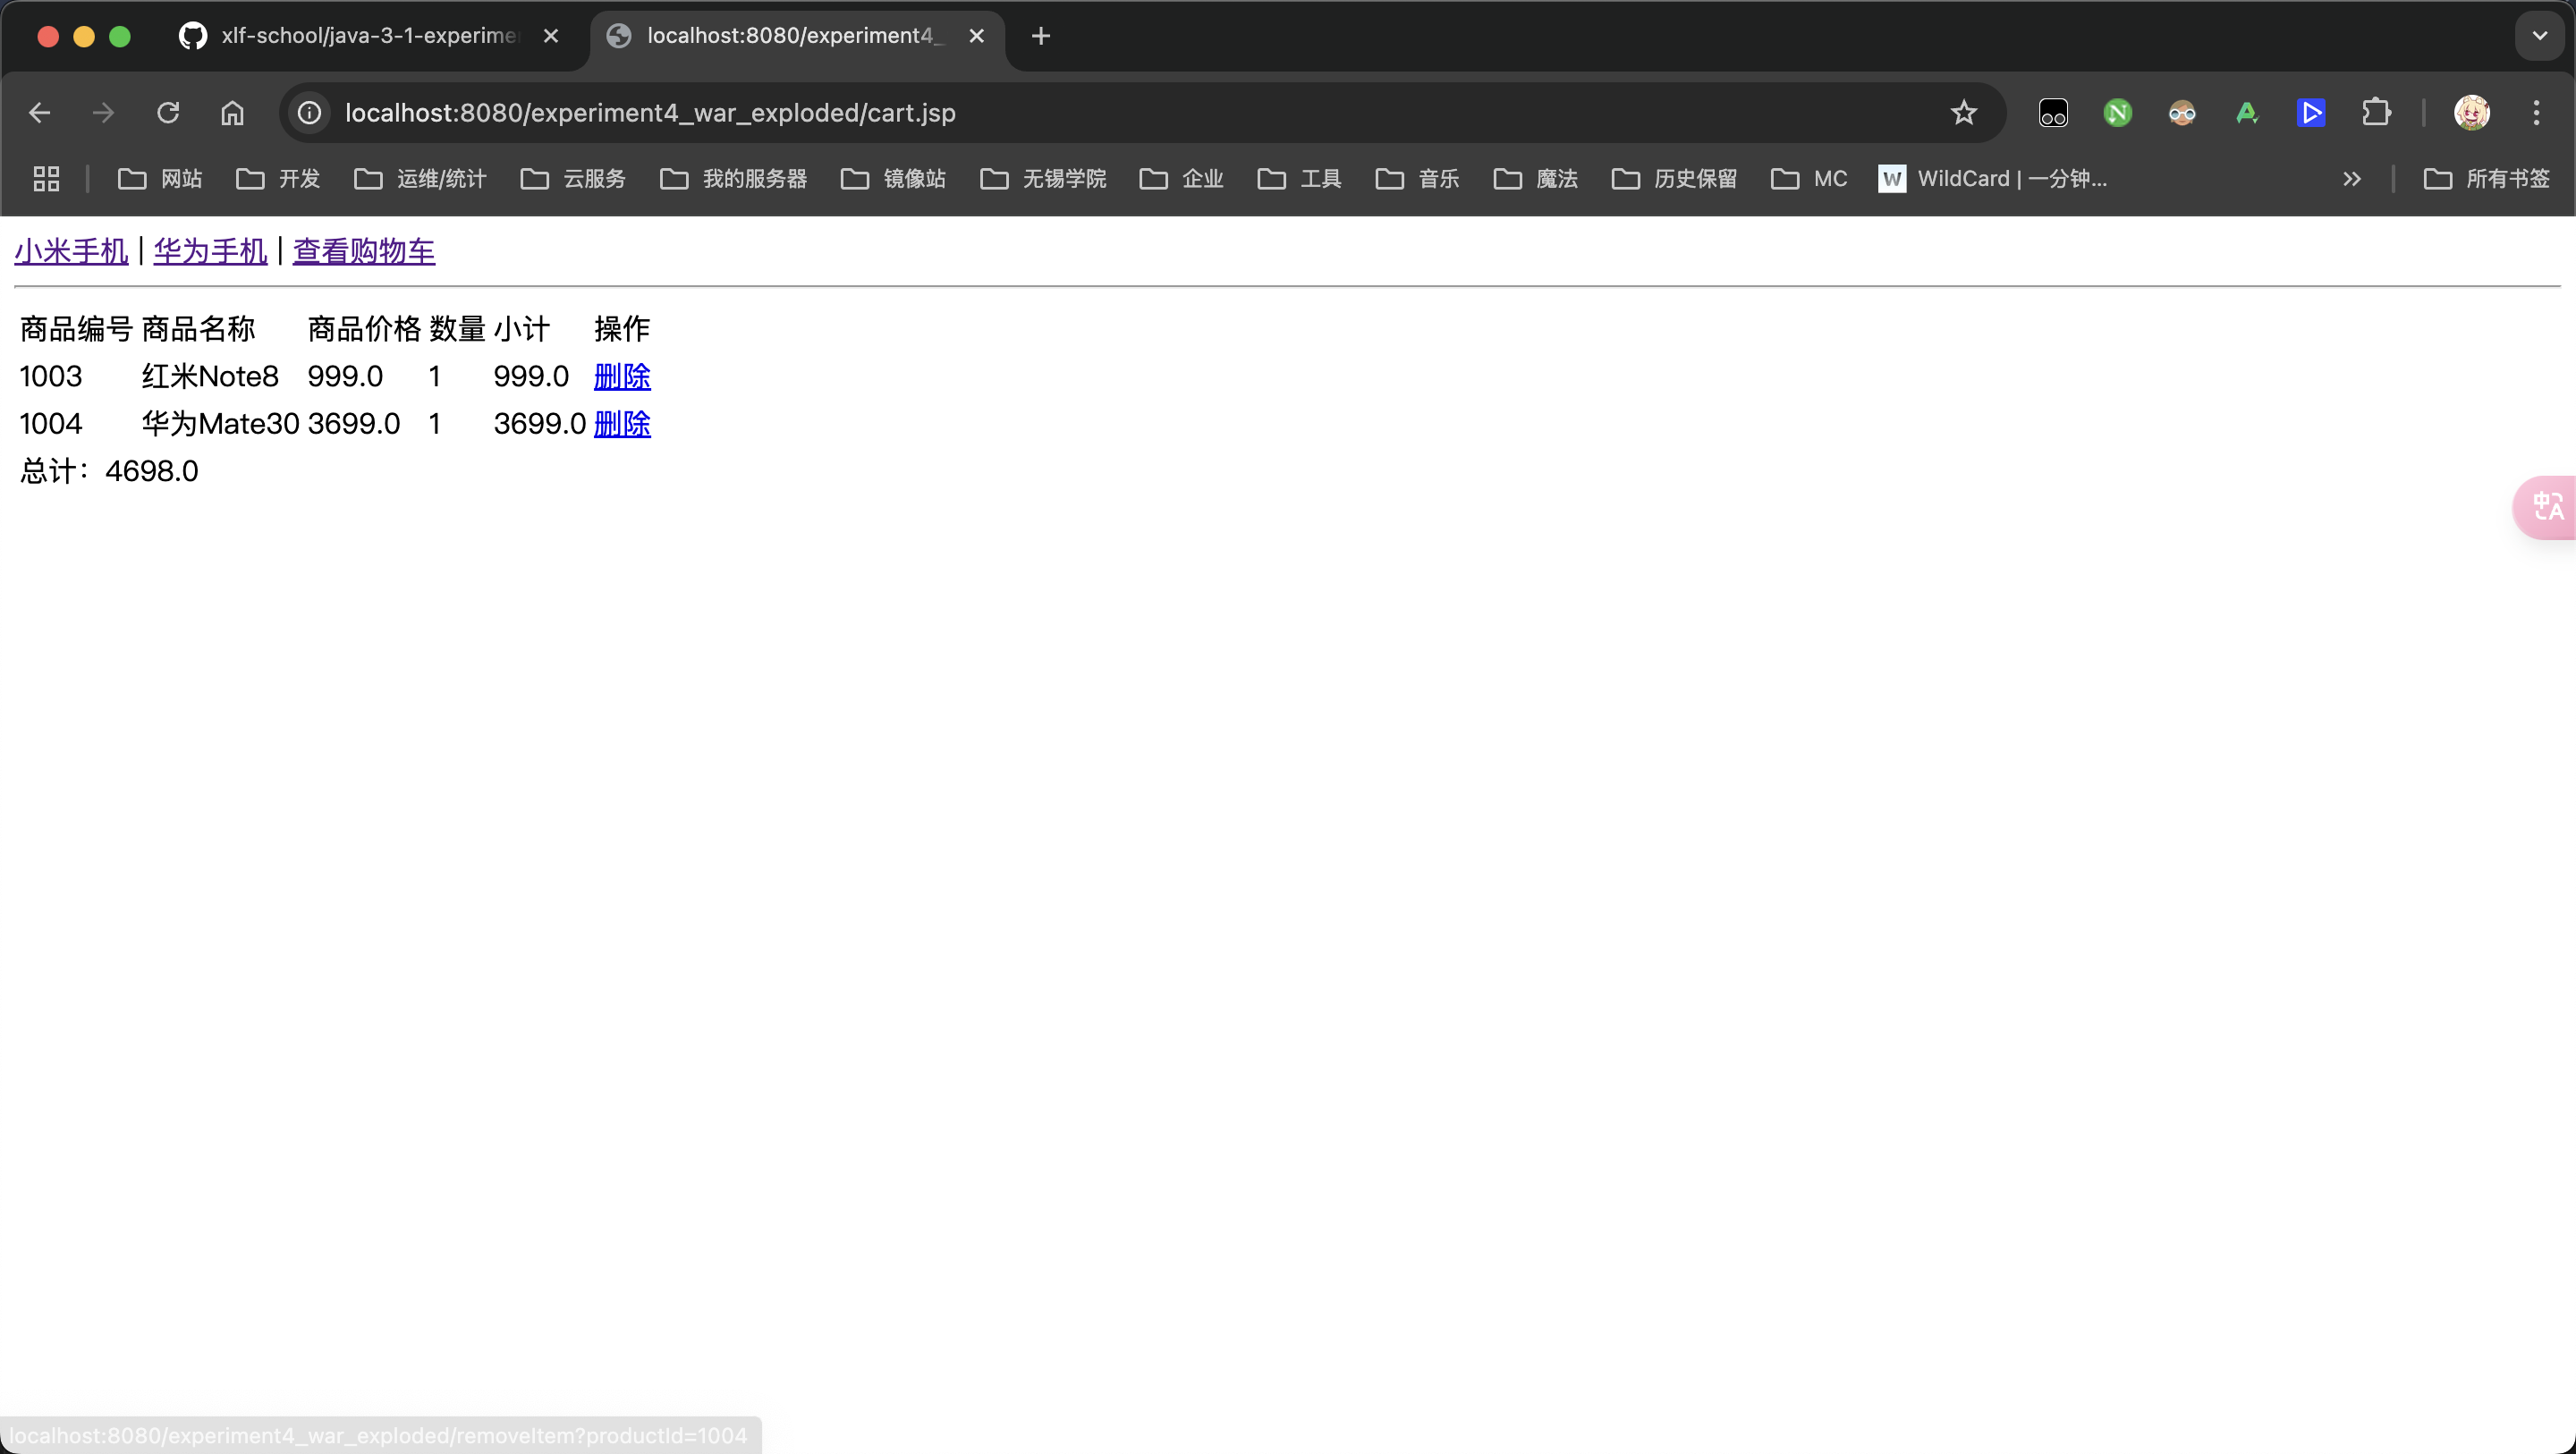 xlf-school/java-3-1-experime
localhost:8080/experiment4_
localhost:8080/experiment4_war_exploded/cart.jsp
网站 开发 运维/统计 云服务 我的服务器 镜像站 无锡学院 企业 工具 音乐 魔法 历史保留 MC W WildCard | 一分钟... 所有书签
小米手机 | 华为手机 | 查看购物车
商品编号 商品名称 商品价格 数量 小计 操作
1003 红米Note8 999.0 1 999.0 删除
1004 华为Mate30 3699.0 1 3699.0 删除
总计：4698.0
中A
localhost:8080/experiment4_war_exploded/removeItem?productId=1004